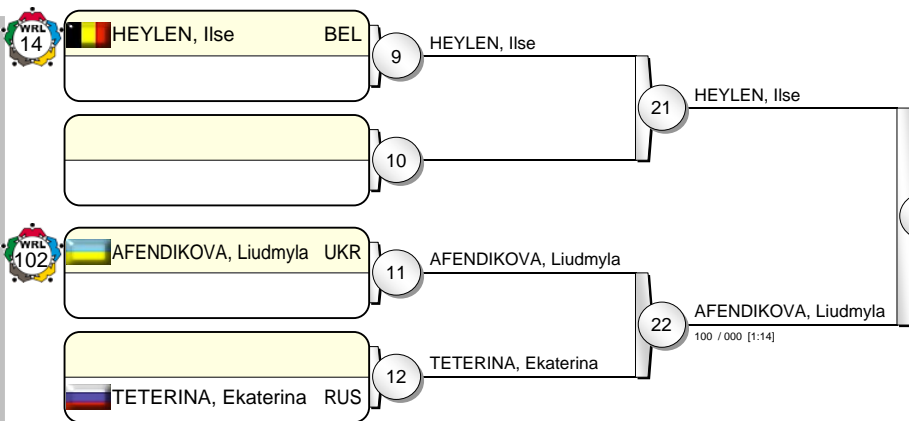 WRL
14
HEYLEN, Ilse BEL
9
HEYLEN, Ilse
21
HEYLEN, Ilse
10
WRL
102
AFENDIKOVA, Liudmyla UKR
11
AFENDIKOVA, Liudmyla
22
AFENDIKOVA, Liudmyla
100 / 000 [1:14]
12
TETERINA, Ekaterina
TETERINA, Ekaterina RUS